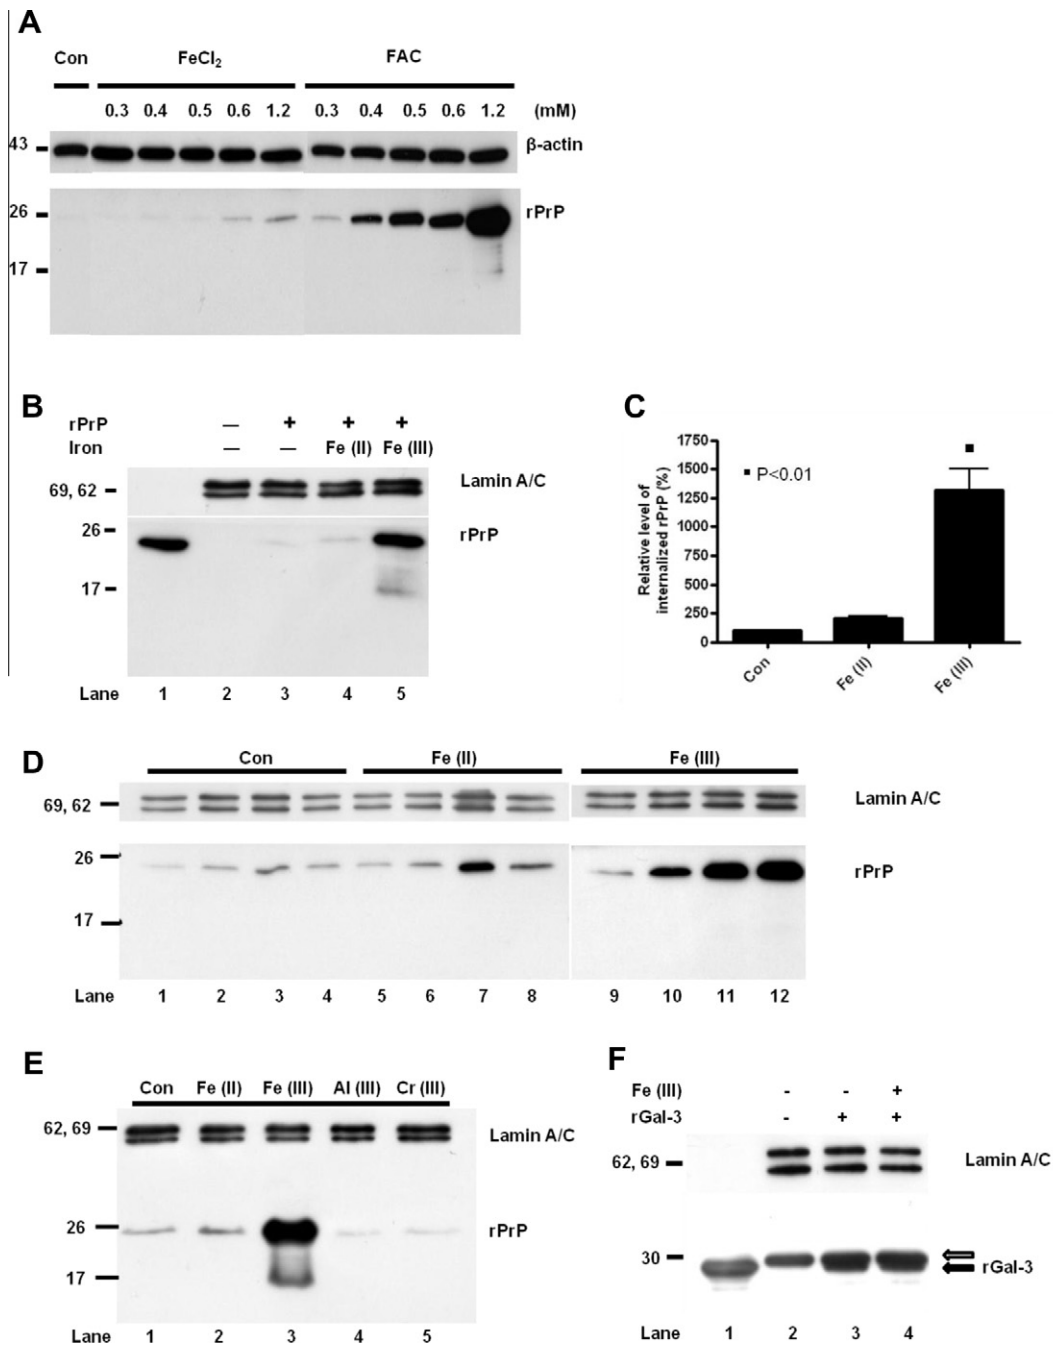 A
Con FeCl2 FAC
0.3 0.4 0.5 0.6 1.2 0.3 0.4 0.5 0.6 1.2 (mM)
43 β-actin
26 rPrP
17
B
rPrP — + + +
Iron — — Fe (II) Fe (III)
69, 62 Lamin A/C
26 rPrP
17
Lane 1 2 3 4 5
C
Relative level of
internalized rPrP (%)
1750
1500
1250
1000
750
500
250
0
▪ P<0.01
Con Fe (II) Fe (III)
D
Con Fe (II) Fe (III)
69, 62 Lamin A/C
26 rPrP
17
Lane 1 2 3 4 5 6 7 8 9 10 11 12
E
Con Fe (II) Fe (III) Al (III) Cr (III)
62, 69 Lamin A/C
26 rPrP
17
Lane 1 2 3 4 5
F
Fe (III) - - +
rGal-3 - + +
62, 69 Lamin A/C
30 rGal-3
Lane 1 2 3 4